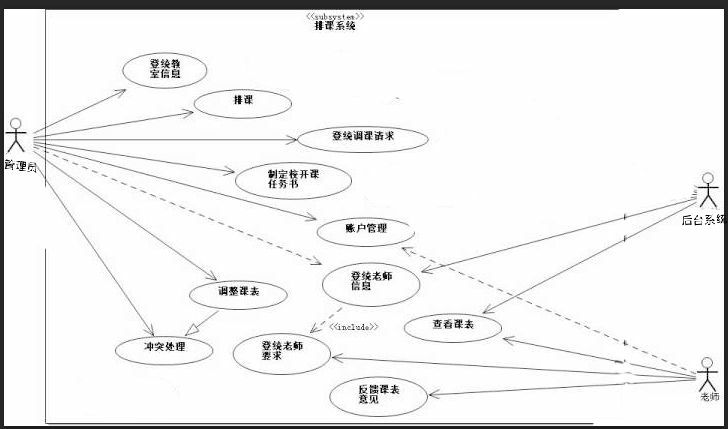 <<subsystem>>
排课系统
登统教
室信息
排课
登统调课请求
管理员
制定校开课
任务书
后台系统
账户管理
登统老师
信息
调整课表
<<include>>
查看课表
冲突处理
登统老师
要求
反馈课表
意见
老师